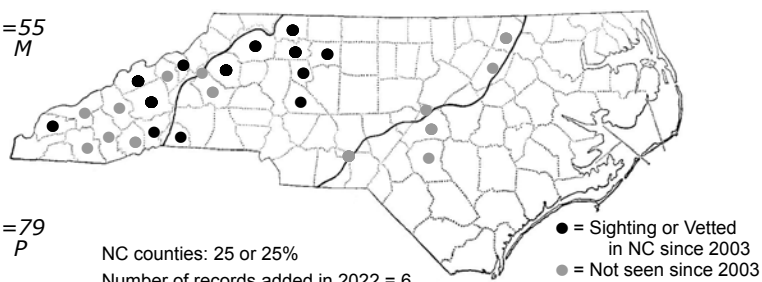 =55
M
=79
P
NC counties: 25 or 25%
Number of records added in 2022 = 6
= Sighting or Vetted
in NC since 2003
= Not seen since 2003